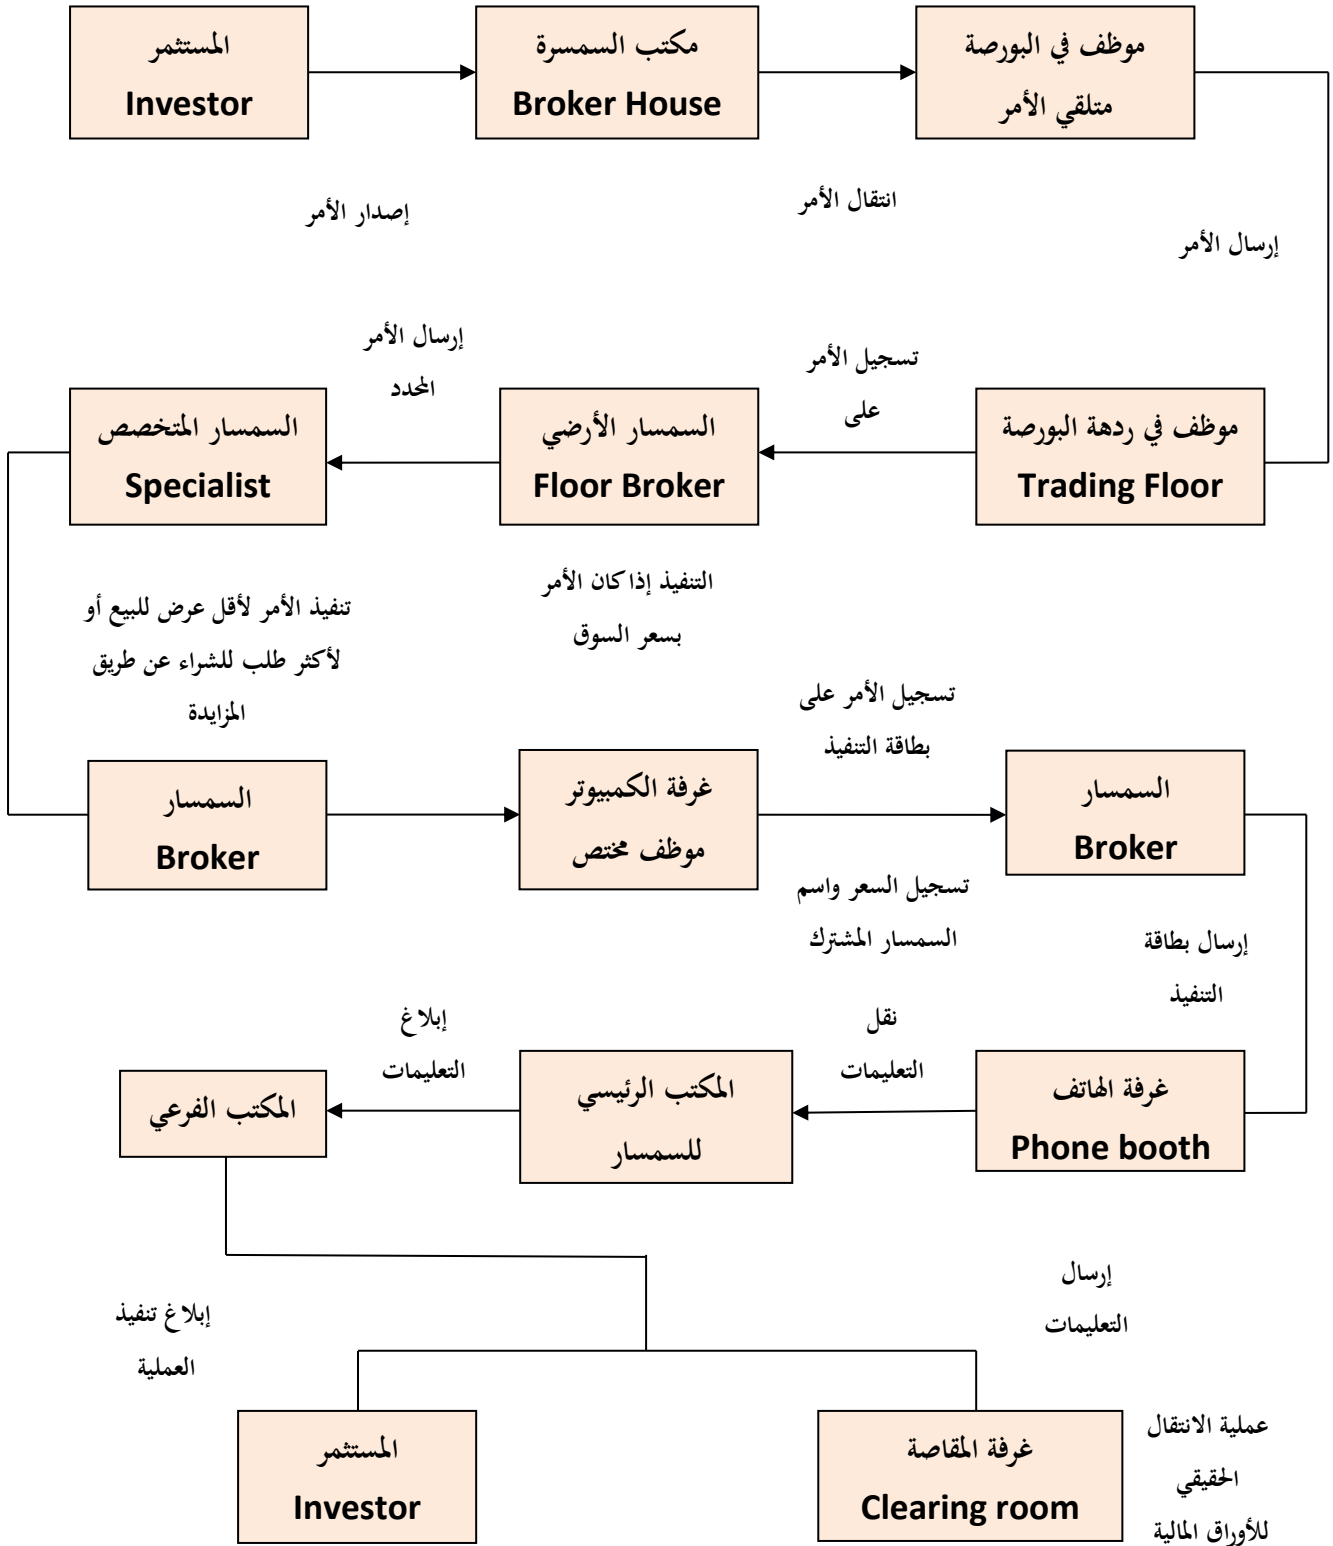 المستثمر
Investor
مكتب السمسرة
Broker House
موظف في البورصة
متلقي الأمر
إصدار الأمر
انتقال الأمر
إرسال الأمر
موظف في ردهة البورصة
Trading Floor
تسجيل الأمر
على
السمسار الأرضي
Floor Broker
إرسال الأمر
المحدد
السمسار المتخصص
Specialist
التنفيذ إذا كان الأمر
بسعر السوق
تنفيذ الأمر لأقل عرض للبيع أو
لأكثر طلب للشراء عن طريق
المزايدة
السمسار
Broker
غرفة الكمبيوتر
موظف مختص
تسجيل الأمر على
بطاقة التنفيذ
تسجيل السعر واسم
السمسار المشترك
السمسار
Broker
إرسال بطاقة
التنفيذ
غرفة الهاتف
Phone booth
نقل
التعليمات
المكتب الرئيسي
للسمسار
إبلاغ
التعليمات
المكتب الفرعي
إبلاغ تنفيذ
العملية
إرسال
التعليمات
المستثمر
Investor
غرفة المقاصة
Clearing room
عملية الانتقال
الحقيقي
للأوراق المالية